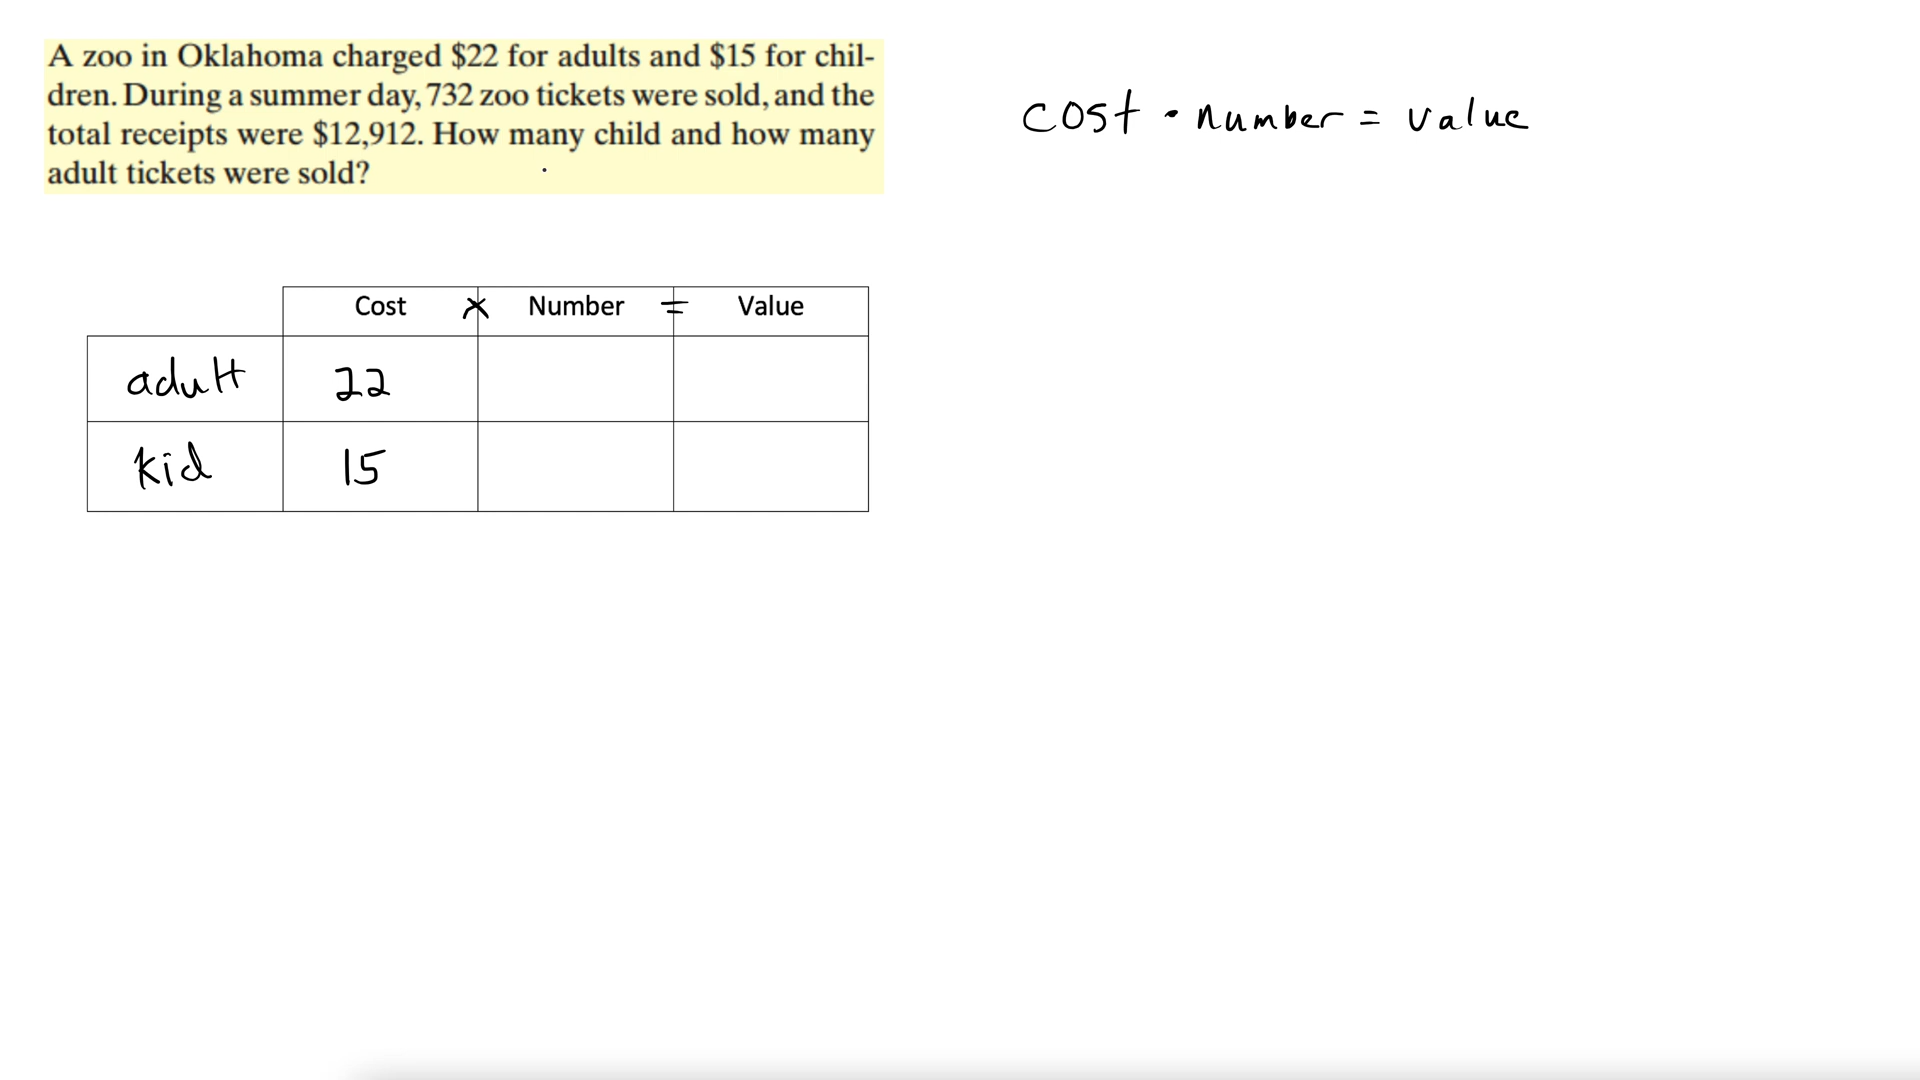 A zoo in Oklahoma charged $22 for adults and $15 for chil-
dren. During a summer day, 732 zoo tickets were sold, and the
total receipts were $12,912. How many child and how many
adult tickets were sold?
cost · number = value
Cost × Number = Value
adult 22
kid 15